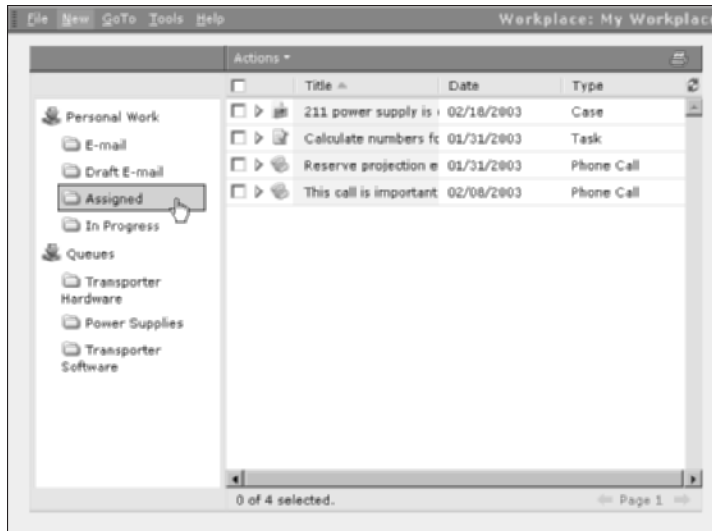 File New GoTo Tools Help Workplace: My Workplace
Actions
Title Date Type
Personal Work
E-mail
Draft E-mail
Assigned
In Progress
Queues
Transporter
Hardware
Power Supplies
Transporter
Software
211 power supply is 02/18/2003 Case
Calculate numbers fo 01/31/2003 Task
Reserve projection e 01/31/2003 Phone Call
This call is important 02/08/2003 Phone Call
0 of 4 selected. Page 1